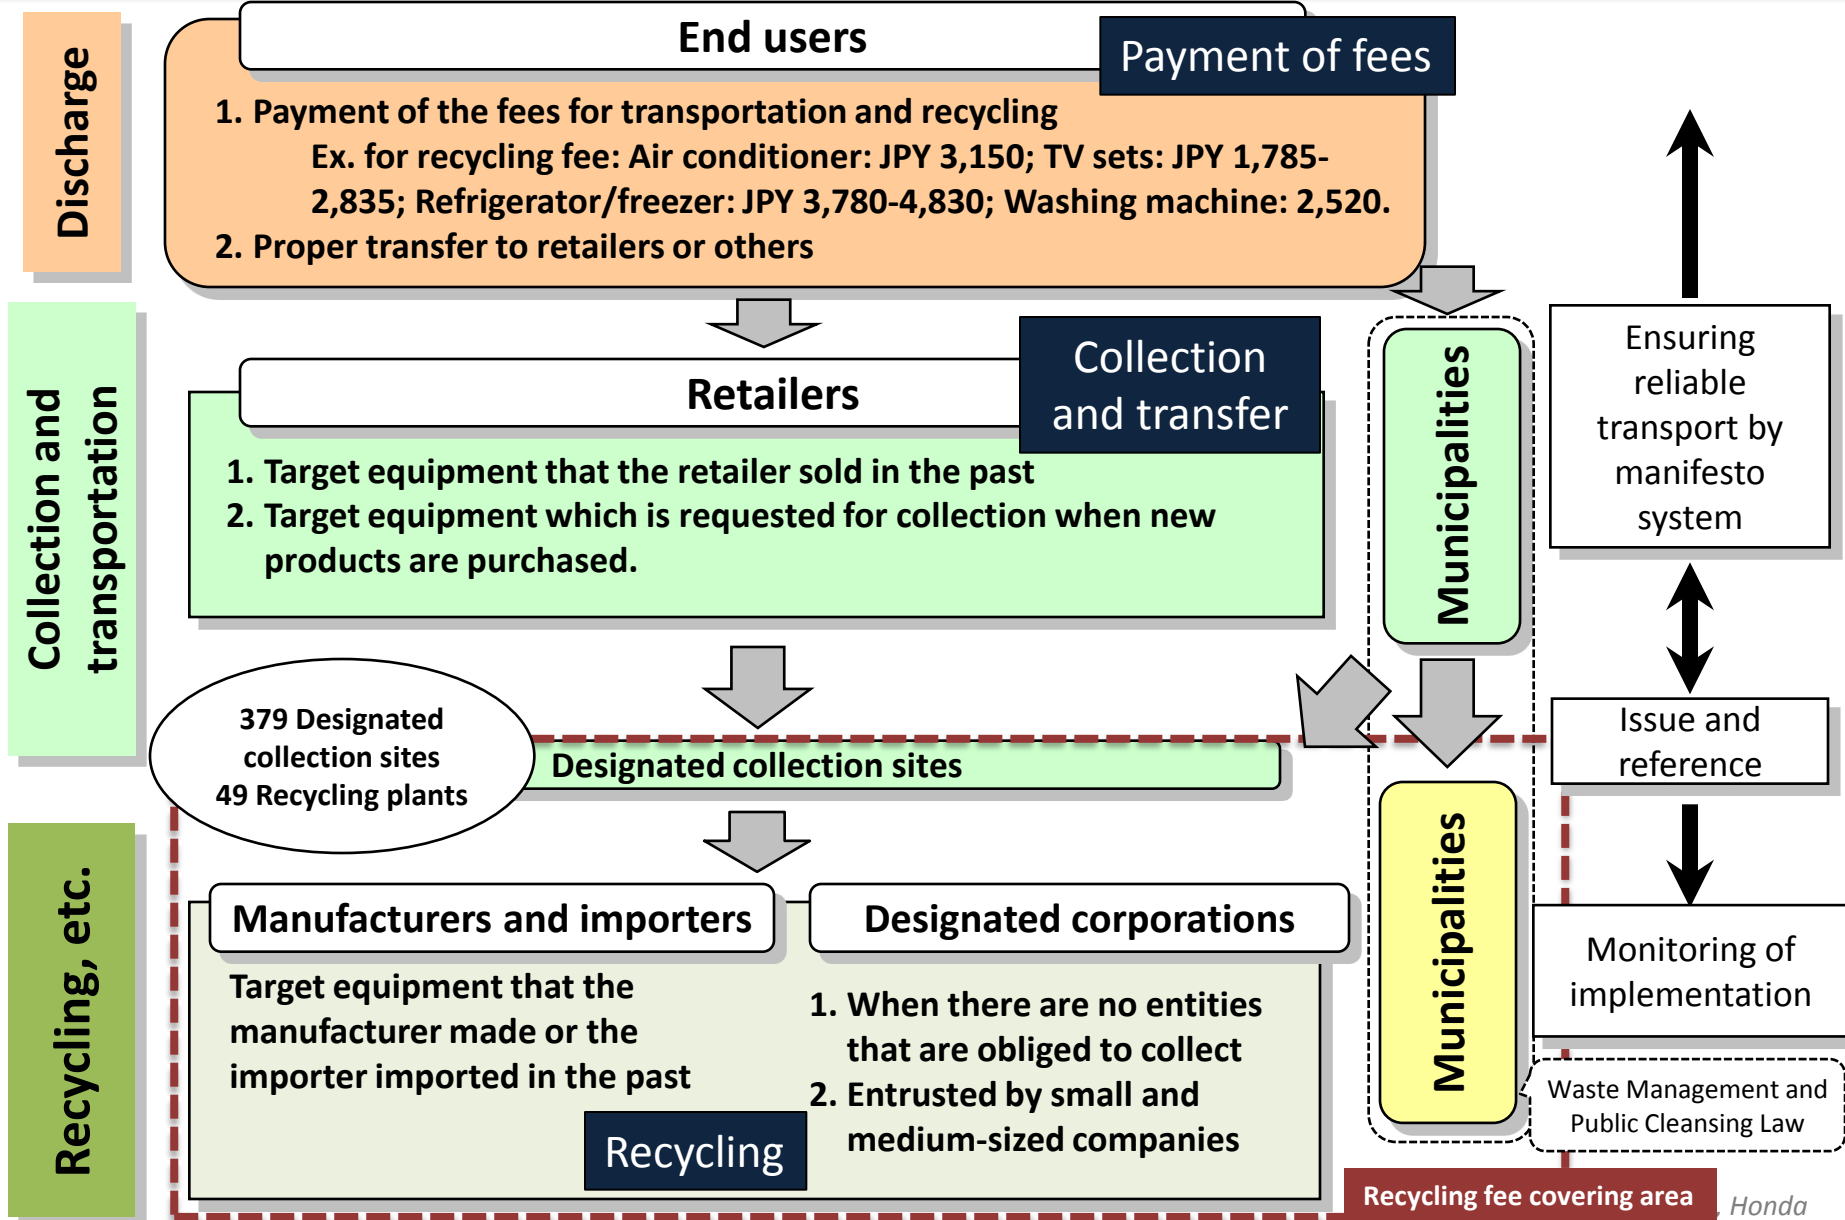 Discharge
End users
Payment of fees
1. Payment of the fees for transportation and recycling
Ex. for recycling fee: Air conditioner: JPY 3,150; TV sets: JPY 1,785-
2,835; Refrigerator/freezer: JPY 3,780-4,830; Washing machine: 2,520.
2. Proper transfer to retailers or others
Collection and
transportation
Retailers
Collection
and transfer
1. Target equipment that the retailer sold in the past
2. Target equipment which is requested for collection when new
products are purchased.
Municipalities
Ensuring
reliable
transport by
manifesto
system
379 Designated
collection sites
49 Recycling plants
Designated collection sites
Issue and
reference
Recycling, etc.
Manufacturers and importers
Target equipment that the
manufacturer made or the
importer imported in the past
Recycling
Designated corporations
1. When there are no entities
that are obliged to collect
2. Entrusted by small and
medium-sized companies
Municipalities
Monitoring of
implementation
Waste Management and
Public Cleansing Law
Recycling fee covering area
, Honda